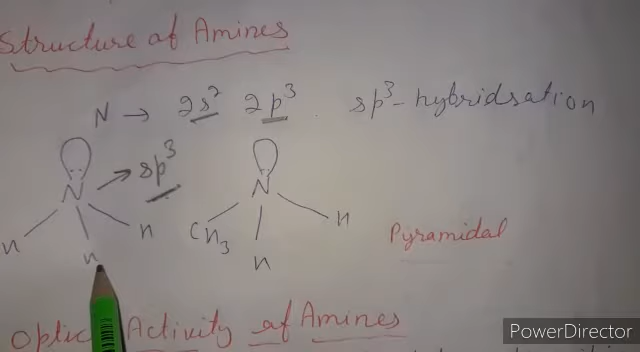 Structure of Amines
N → 2s² 2p³ sp³-hybridsation
N → sp³ N
H H CH₃ H
H H
Pyramidal
Optic Activity of Amines
PowerDirector